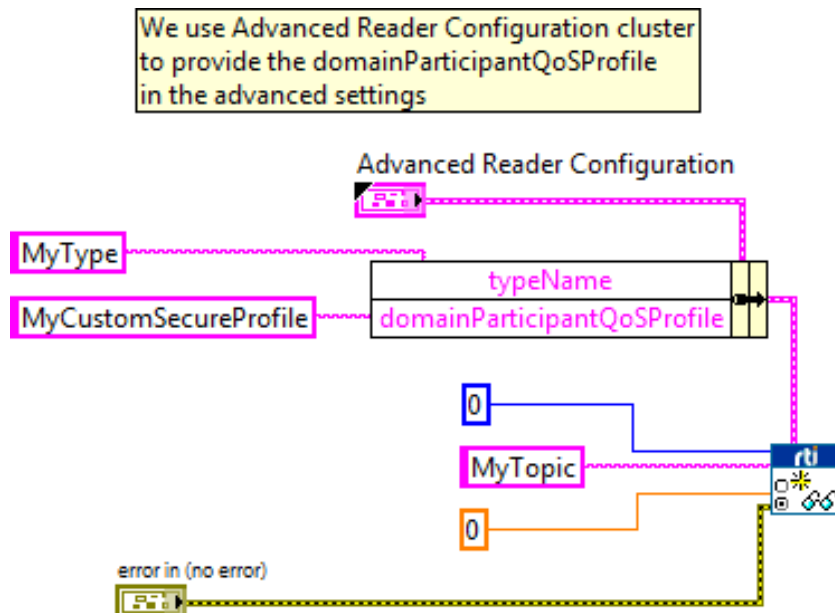 We use Advanced Reader Configuration cluster
to provide the domainParticipantQoSProfile
in the advanced settings
Advanced Reader Configuration
MyType
typeName
MyCustomSecureProfile
domainParticipantQoSProfile
0
rti
MyTopic
0
error in (no error)